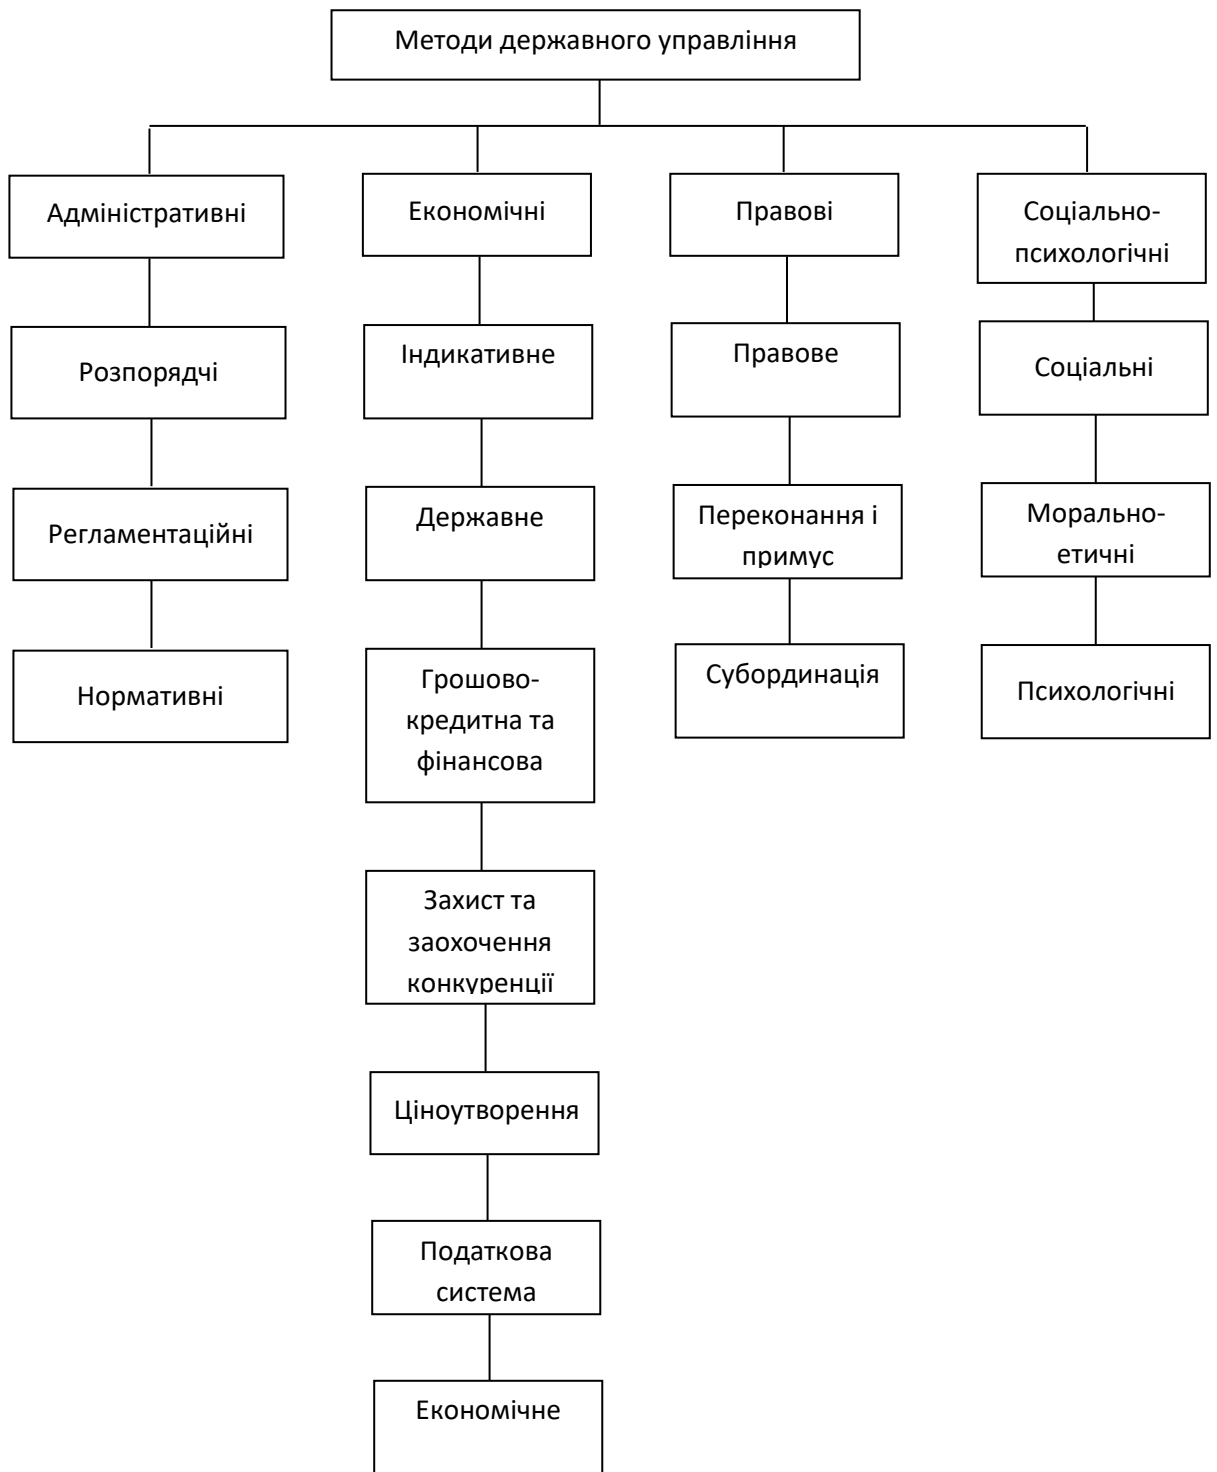 Методи державного управління
Адміністративні
Економічні
Правові
Соціально-
психологічні
Розпорядчі
Індикативне
Правове
Соціальні
Регламентаційні
Державне
Переконання і
примус
Морально-
етичні
Нормативні
Грошово-
кредитна та
фінансова
Субординація
Психологічні
Захист та
заохочення
конкуренції
Ціноутворення
Податкова
система
Економічне